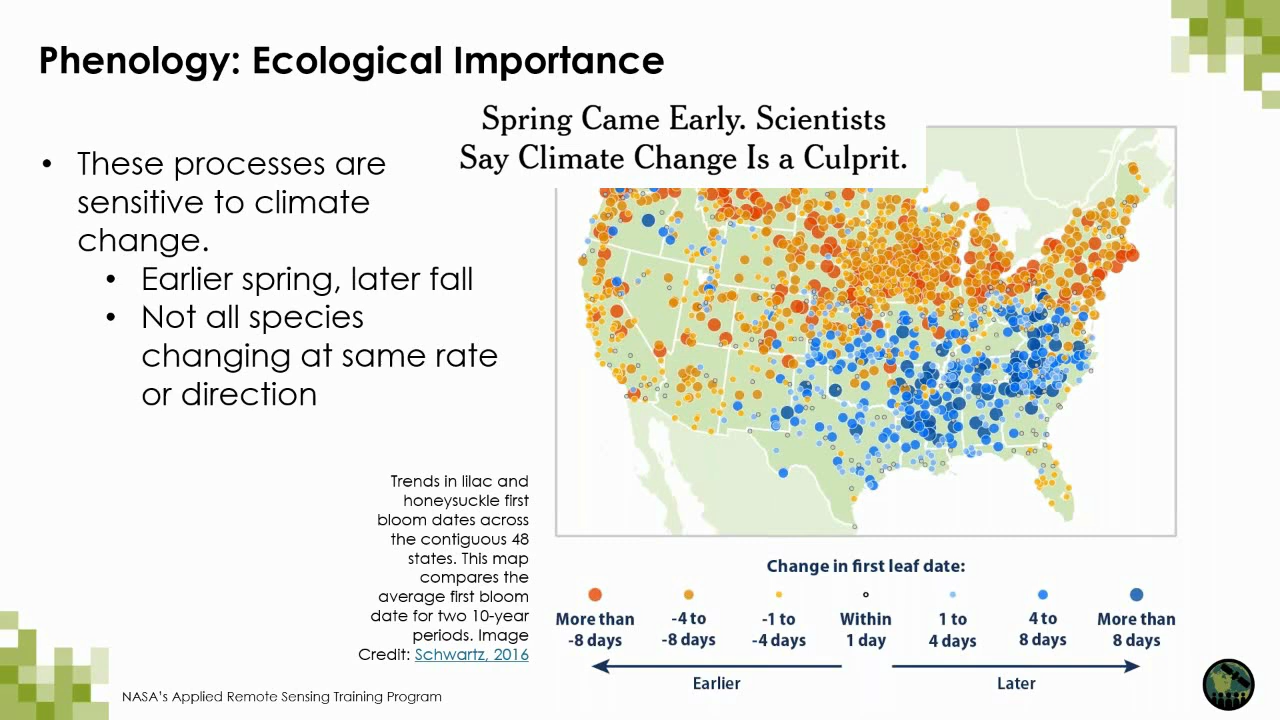 Phenology: Ecological Importance
Spring Came Early. Scientists
Say Climate Change Is a Culprit.
• These processes are
sensitive to climate
change.
• Earlier spring, later fall
• Not all species
changing at same rate
or direction
Trends in lilac and
honeysuckle first
bloom dates across
the contiguous 48
states. This map
compares the
average first bloom
date for two 10-year
periods. Image
Credit: Schwartz, 2016
Change in first leaf date:
More than
-8 days
-4 to
-8 days
-1 to
-4 days
Within
1 day
1 to
4 days
4 to
8 days
More than
8 days
Earlier
Later
NASA's Applied Remote Sensing Training Program